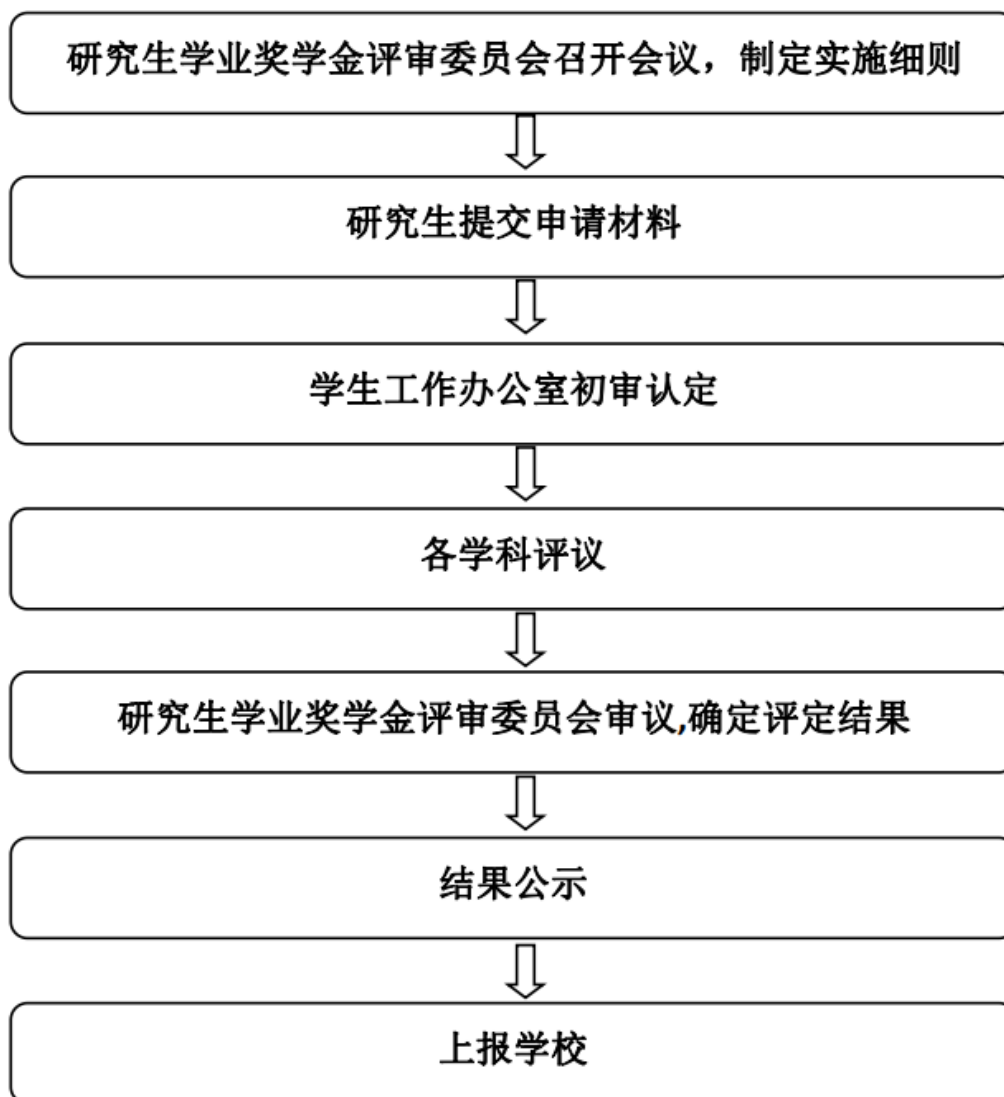 研究生学业奖学金评审委员会召开会议，制定实施细则
研究生提交申请材料
学生工作办公室初审认定
各学科评议
研究生学业奖学金评审委员会审议,确定评定结果
结果公示
上报学校